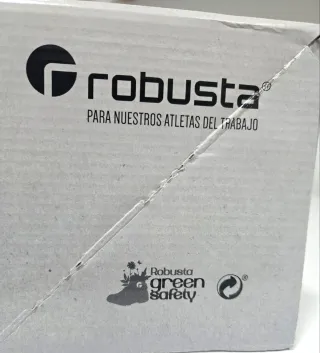 robusta®
PARA NUESTROS ATLETAS DEL TRABAJO
Robusta
green
safety